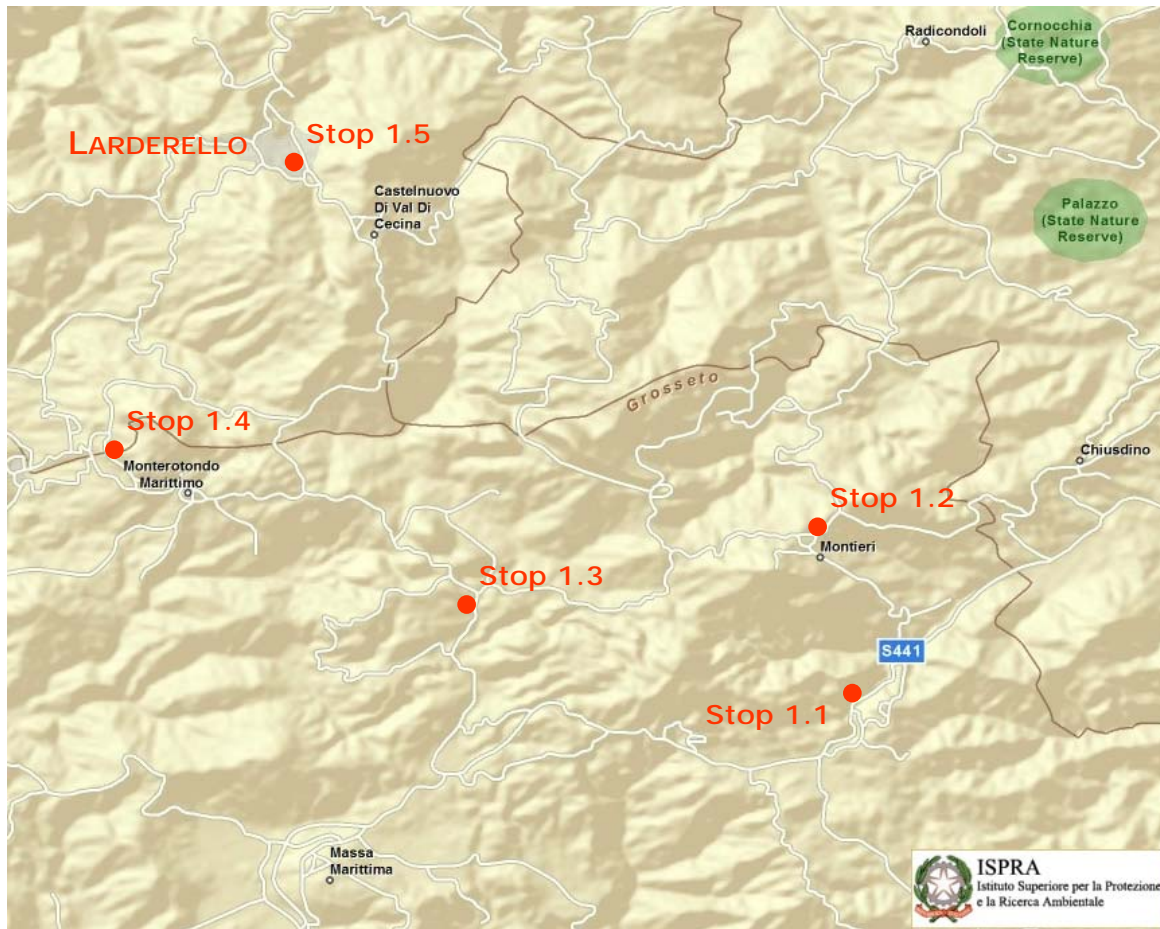 Radicondoli
Cornocchia
(State Nature
Reserve)
LARDERELLO
Stop 1.5
Castelnuovo
Di Val Di
Cecina
Palazzo
(State Nature
Reserve)
Grosseto
Stop 1.4
Monterotondo
Marittimo
Chiusdino
Stop 1.2
Montieri
Stop 1.3
S441
Stop 1.1
Massa
Marittima
ISPRA
Istituto Superiore per la Protezione
e la Ricerca Ambientale